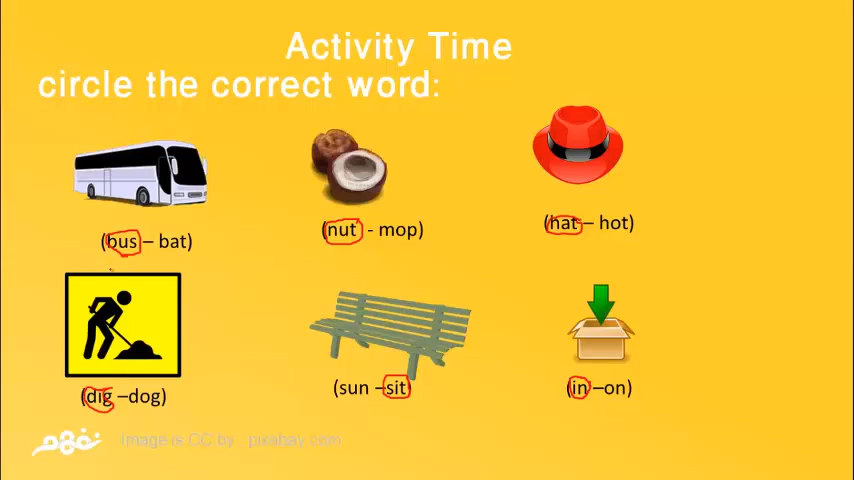 Activity Time
circle the correct word:
(bus – bat)
(nut - mop)
(hat – hot)
(dig –dog)
(sun –sit)
(in –on)
نفهم
Image is CC by : pixabay.com